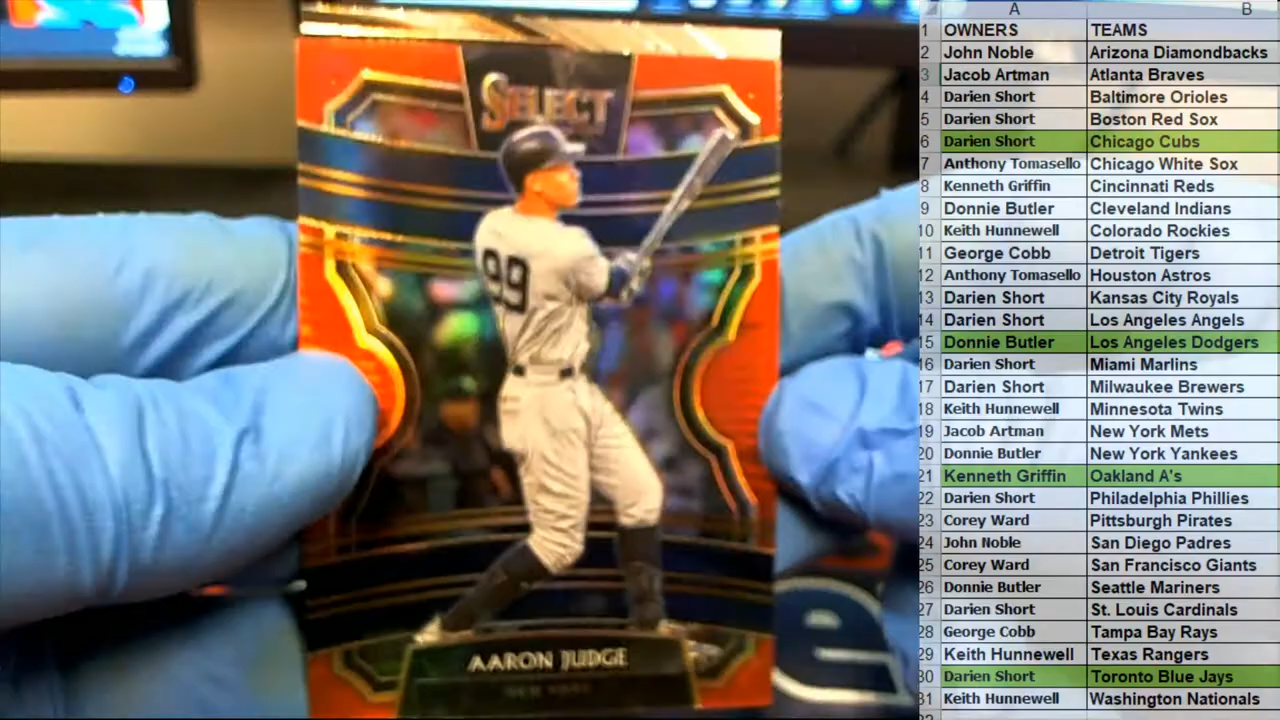 SELECT
99
AARON JUDGE
NEW YORK
e
A B
1 OWNERS TEAMS
2 John Noble Arizona Diamondbacks
3 Jacob Artman Atlanta Braves
4 Darien Short Baltimore Orioles
5 Darien Short Boston Red Sox
6 Darien Short Chicago Cubs
7 Anthony Tomasello Chicago White Sox
8 Kenneth Griffin Cincinnati Reds
9 Donnie Butler Cleveland Indians
10 Keith Hunnewell Colorado Rockies
11 George Cobb Detroit Tigers
12 Anthony Tomasello Houston Astros
13 Darien Short Kansas City Royals
14 Darien Short Los Angeles Angels
15 Donnie Butler Los Angeles Dodgers
16 Darien Short Miami Marlins
17 Darien Short Milwaukee Brewers
18 Keith Hunnewell Minnesota Twins
19 Jacob Artman New York Mets
20 Donnie Butler New York Yankees
21 Kenneth Griffin Oakland A's
22 Darien Short Philadelphia Phillies
23 Corey Ward Pittsburgh Pirates
24 John Noble San Diego Padres
25 Corey Ward San Francisco Giants
26 Donnie Butler Seattle Mariners
27 Darien Short St. Louis Cardinals
28 George Cobb Tampa Bay Rays
29 Keith Hunnewell Texas Rangers
30 Darien Short Toronto Blue Jays
31 Keith Hunnewell Washington Nationals